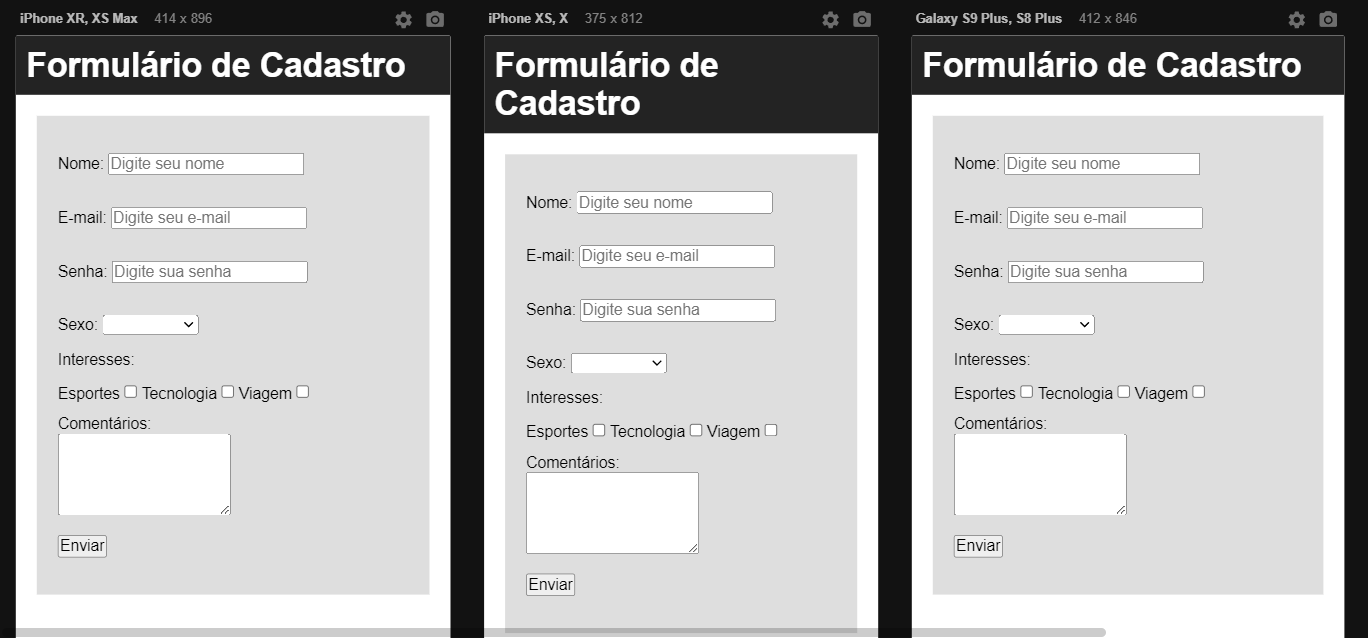 iPhone XR, XS Max 414 x 896
Formulário de Cadastro
Nome: Digite seu nome
E-mail: Digite seu e-mail
Senha: Digite sua senha
Sexo:
Interesses:
Esportes Tecnologia Viagem
Comentários:
Enviar
iPhone XS, X 375 x 812
Formulário de
Cadastro
Nome: Digite seu nome
E-mail: Digite seu e-mail
Senha: Digite sua senha
Sexo:
Interesses:
Esportes Tecnologia Viagem
Comentários:
Enviar
Galaxy S9 Plus, S8 Plus 412 x 846
Formulário de Cadastro
Nome: Digite seu nome
E-mail: Digite seu e-mail
Senha: Digite sua senha
Sexo:
Interesses:
Esportes Tecnologia Viagem
Comentários:
Enviar